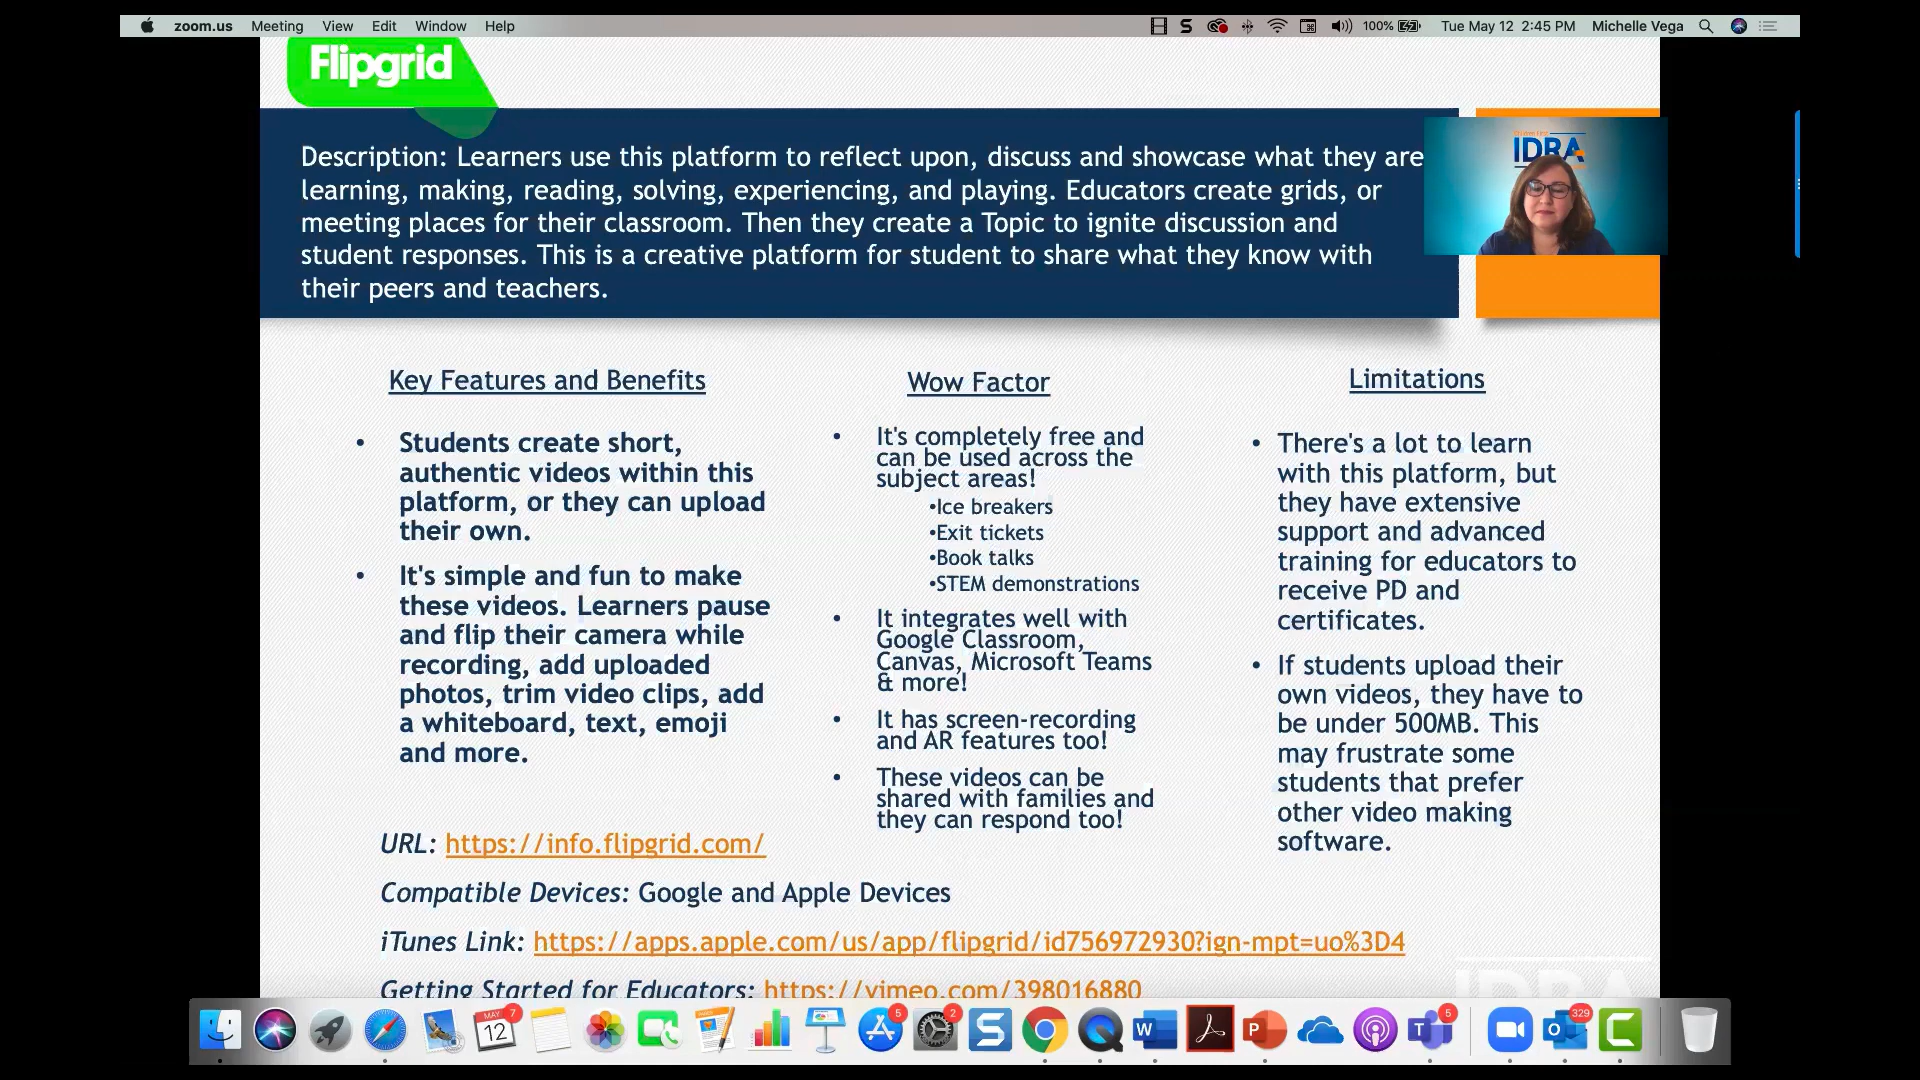 zoom.us Meeting View Edit Window Help 100% Tue May 12 2:45 PM Michelle Vega
Flipgrid
Description: Learners use this platform to reflect upon, discuss and showcase what they are
learning, making, reading, solving, experiencing, and playing. Educators create grids, or
meeting places for their classroom. Then they create a Topic to ignite discussion and
student responses. This is a creative platform for student to share what they know with
their peers and teachers.
IDRA
Key Features and Benefits
• Students create short,
authentic videos within this
platform, or they can upload
their own.
• It's simple and fun to make
these videos. Learners pause
and flip their camera while
recording, add uploaded
photos, trim video clips, add
a whiteboard, text, emoji
and more.
Wow Factor
• It's completely free and
can be used across the
subject areas!
•Ice breakers
•Exit tickets
•Book talks
•STEM demonstrations
• It integrates well with
Google Classroom,
Canvas, Microsoft Teams
& more!
• It has screen-recording
and AR features too!
• These videos can be
shared with families and
they can respond too!
Limitations
• There's a lot to learn
with this platform, but
they have extensive
support and advanced
training for educators to
receive PD and
certificates.
• If students upload their
own videos, they have to
be under 500MB. This
may frustrate some
students that prefer
other video making
software.
URL: https://info.flipgrid.com/
Compatible Devices: Google and Apple Devices
iTunes Link: https://apps.apple.com/us/app/flipgrid/id756972930?ign-mpt=uo%3D4
Getting Started for Educators: https://vimeo.com/398016880
IDRA
MAY 7 5 2 5 329
12 S W P T O C